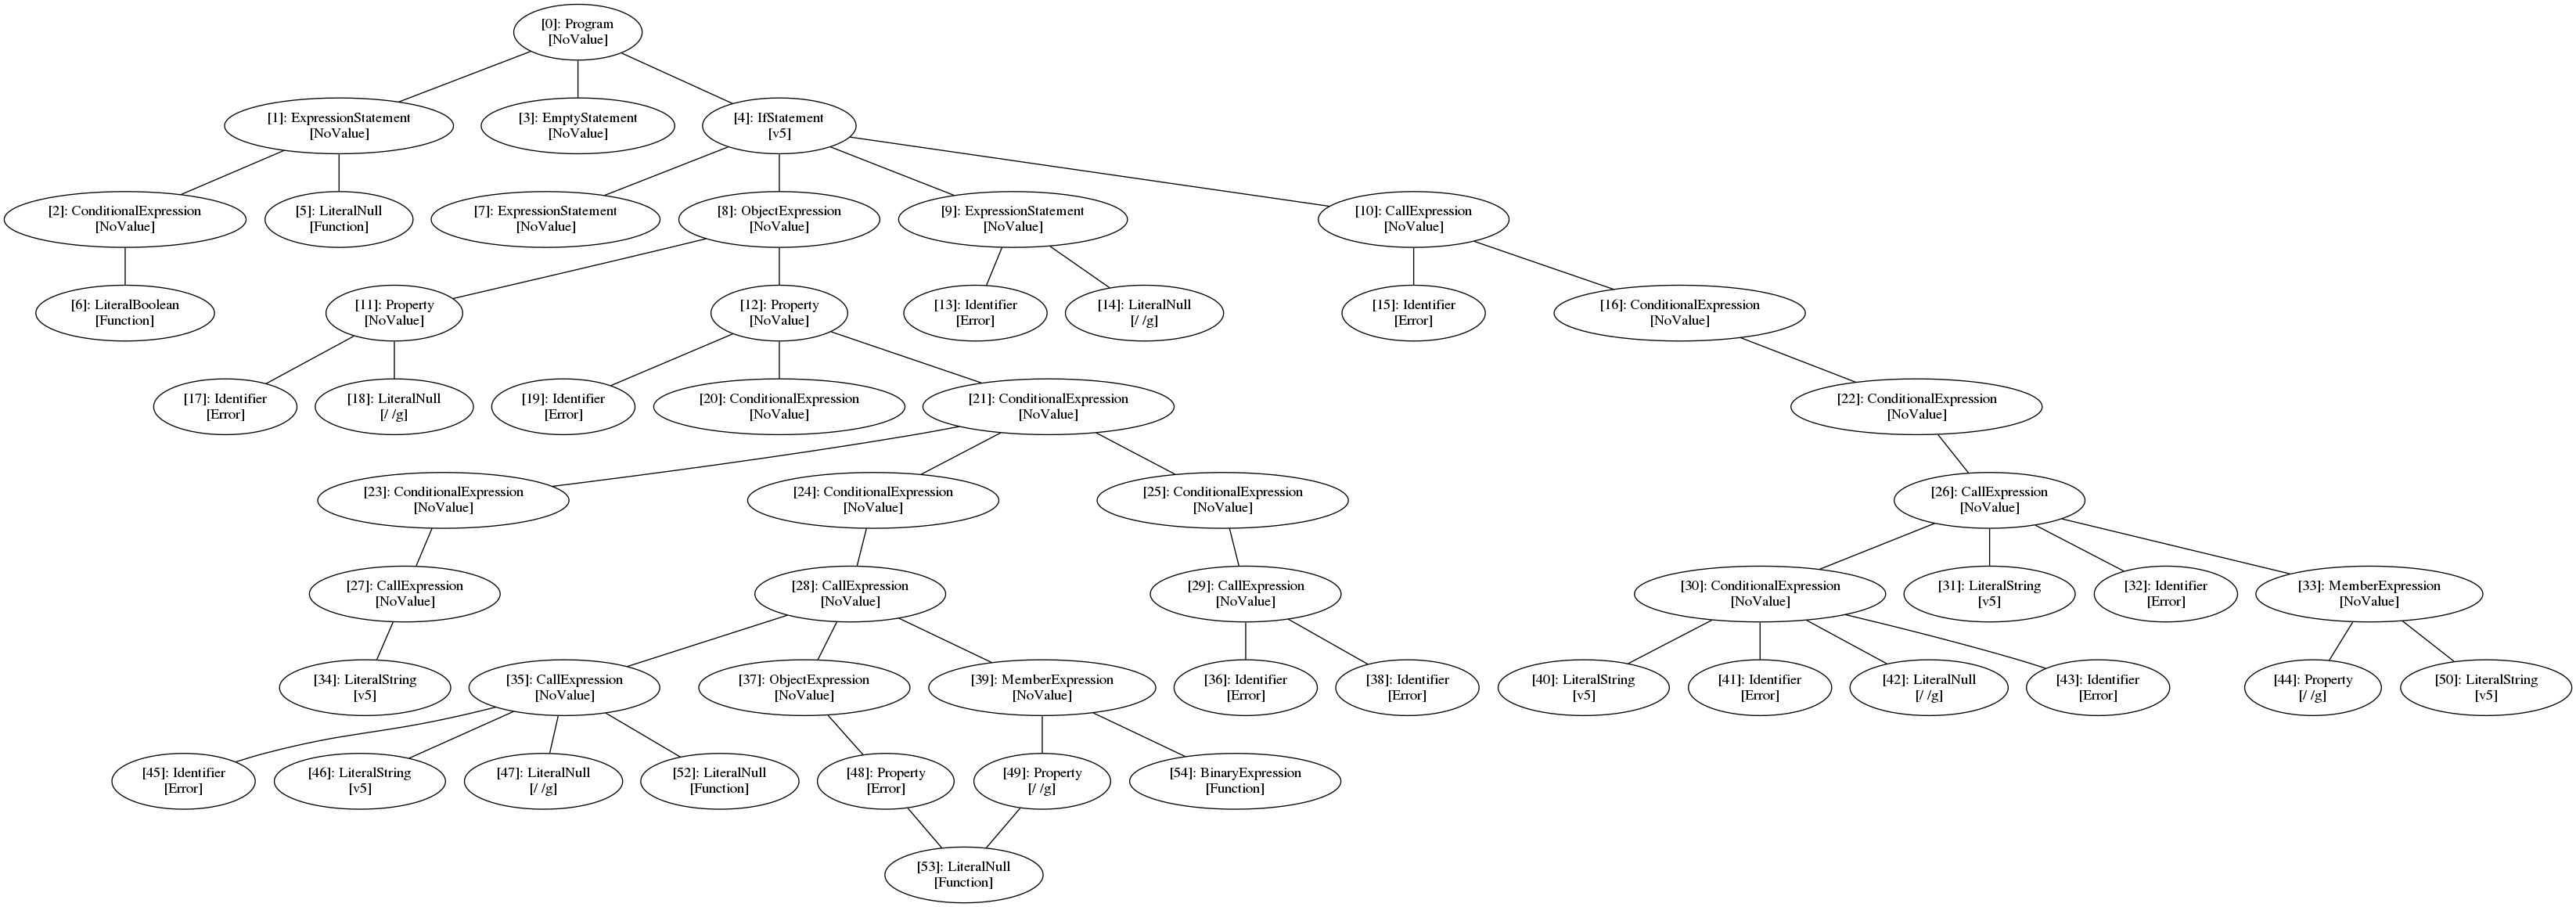 [0]: Program
[NoValue]
[1]: ExpressionStatement
[NoValue]
[3]: EmptyStatement
[NoValue]
[4]: IfStatement
[v5]
[2]: ConditionalExpression
[NoValue]
[5]: LiteralNull
[Function]
[7]: ExpressionStatement
[NoValue]
[8]: ObjectExpression
[NoValue]
[9]: ExpressionStatement
[NoValue]
[10]: CallExpression
[NoValue]
[6]: LiteralBoolean
[Function]
[11]: Property
[NoValue]
[12]: Property
[NoValue]
[13]: Identifier
[Error]
[14]: LiteralNull
[/ /g]
[15]: Identifier
[Error]
[16]: ConditionalExpression
[NoValue]
[17]: Identifier
[Error]
[18]: LiteralNull
[/ /g]
[19]: Identifier
[Error]
[20]: ConditionalExpression
[NoValue]
[21]: ConditionalExpression
[NoValue]
[22]: ConditionalExpression
[NoValue]
[23]: ConditionalExpression
[NoValue]
[24]: ConditionalExpression
[NoValue]
[25]: ConditionalExpression
[NoValue]
[26]: CallExpression
[NoValue]
[27]: CallExpression
[NoValue]
[28]: CallExpression
[NoValue]
[29]: CallExpression
[NoValue]
[30]: ConditionalExpression
[NoValue]
[31]: LiteralString
[v5]
[32]: Identifier
[Error]
[33]: MemberExpression
[NoValue]
[34]: LiteralString
[v5]
[35]: CallExpression
[NoValue]
[37]: ObjectExpression
[NoValue]
[39]: MemberExpression
[NoValue]
[36]: Identifier
[Error]
[38]: Identifier
[Error]
[40]: LiteralString
[v5]
[41]: Identifier
[Error]
[42]: LiteralNull
[/ /g]
[43]: Identifier
[Error]
[44]: Property
[/ /g]
[50]: LiteralString
[v5]
[45]: Identifier
[Error]
[46]: LiteralString
[v5]
[47]: LiteralNull
[/ /g]
[52]: LiteralNull
[Function]
[48]: Property
[Error]
[49]: Property
[/ /g]
[54]: BinaryExpression
[Function]
[53]: LiteralNull
[Function]